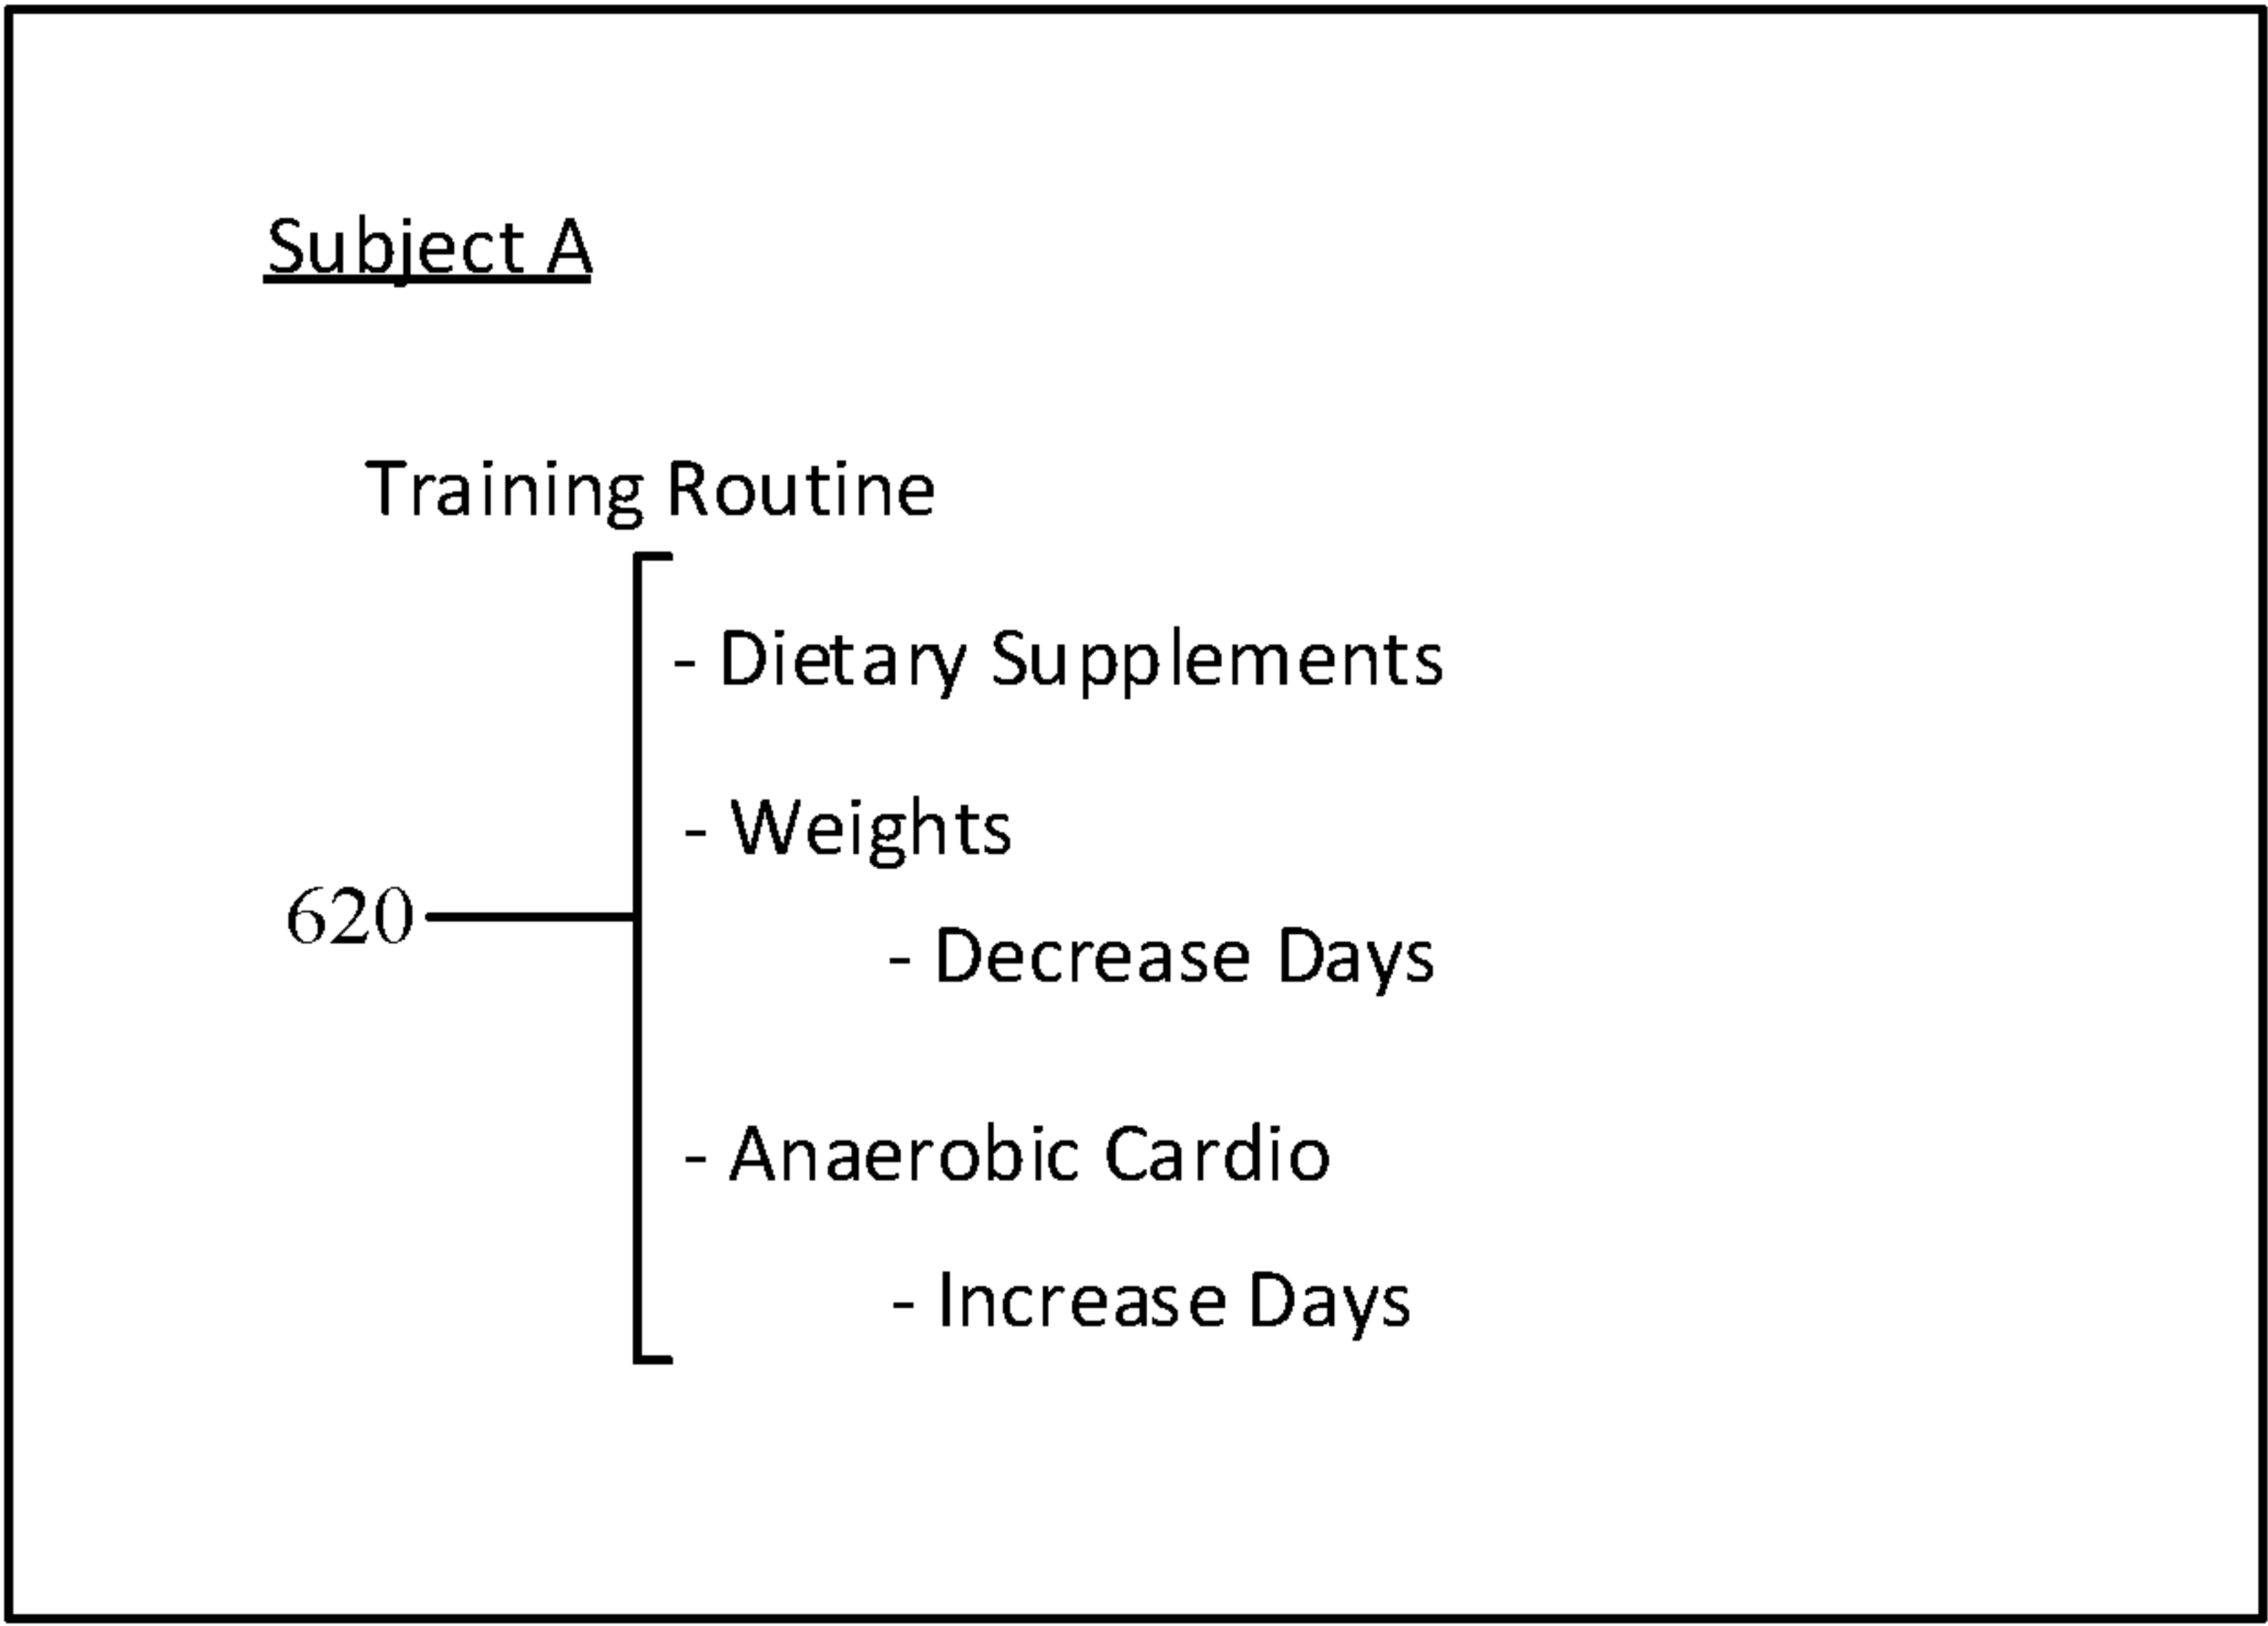 Subject A
Training Routine
- Dietary Supplements
- Weights
620
- Decrease Days
- Anaerobic Cardio
- Increase Days